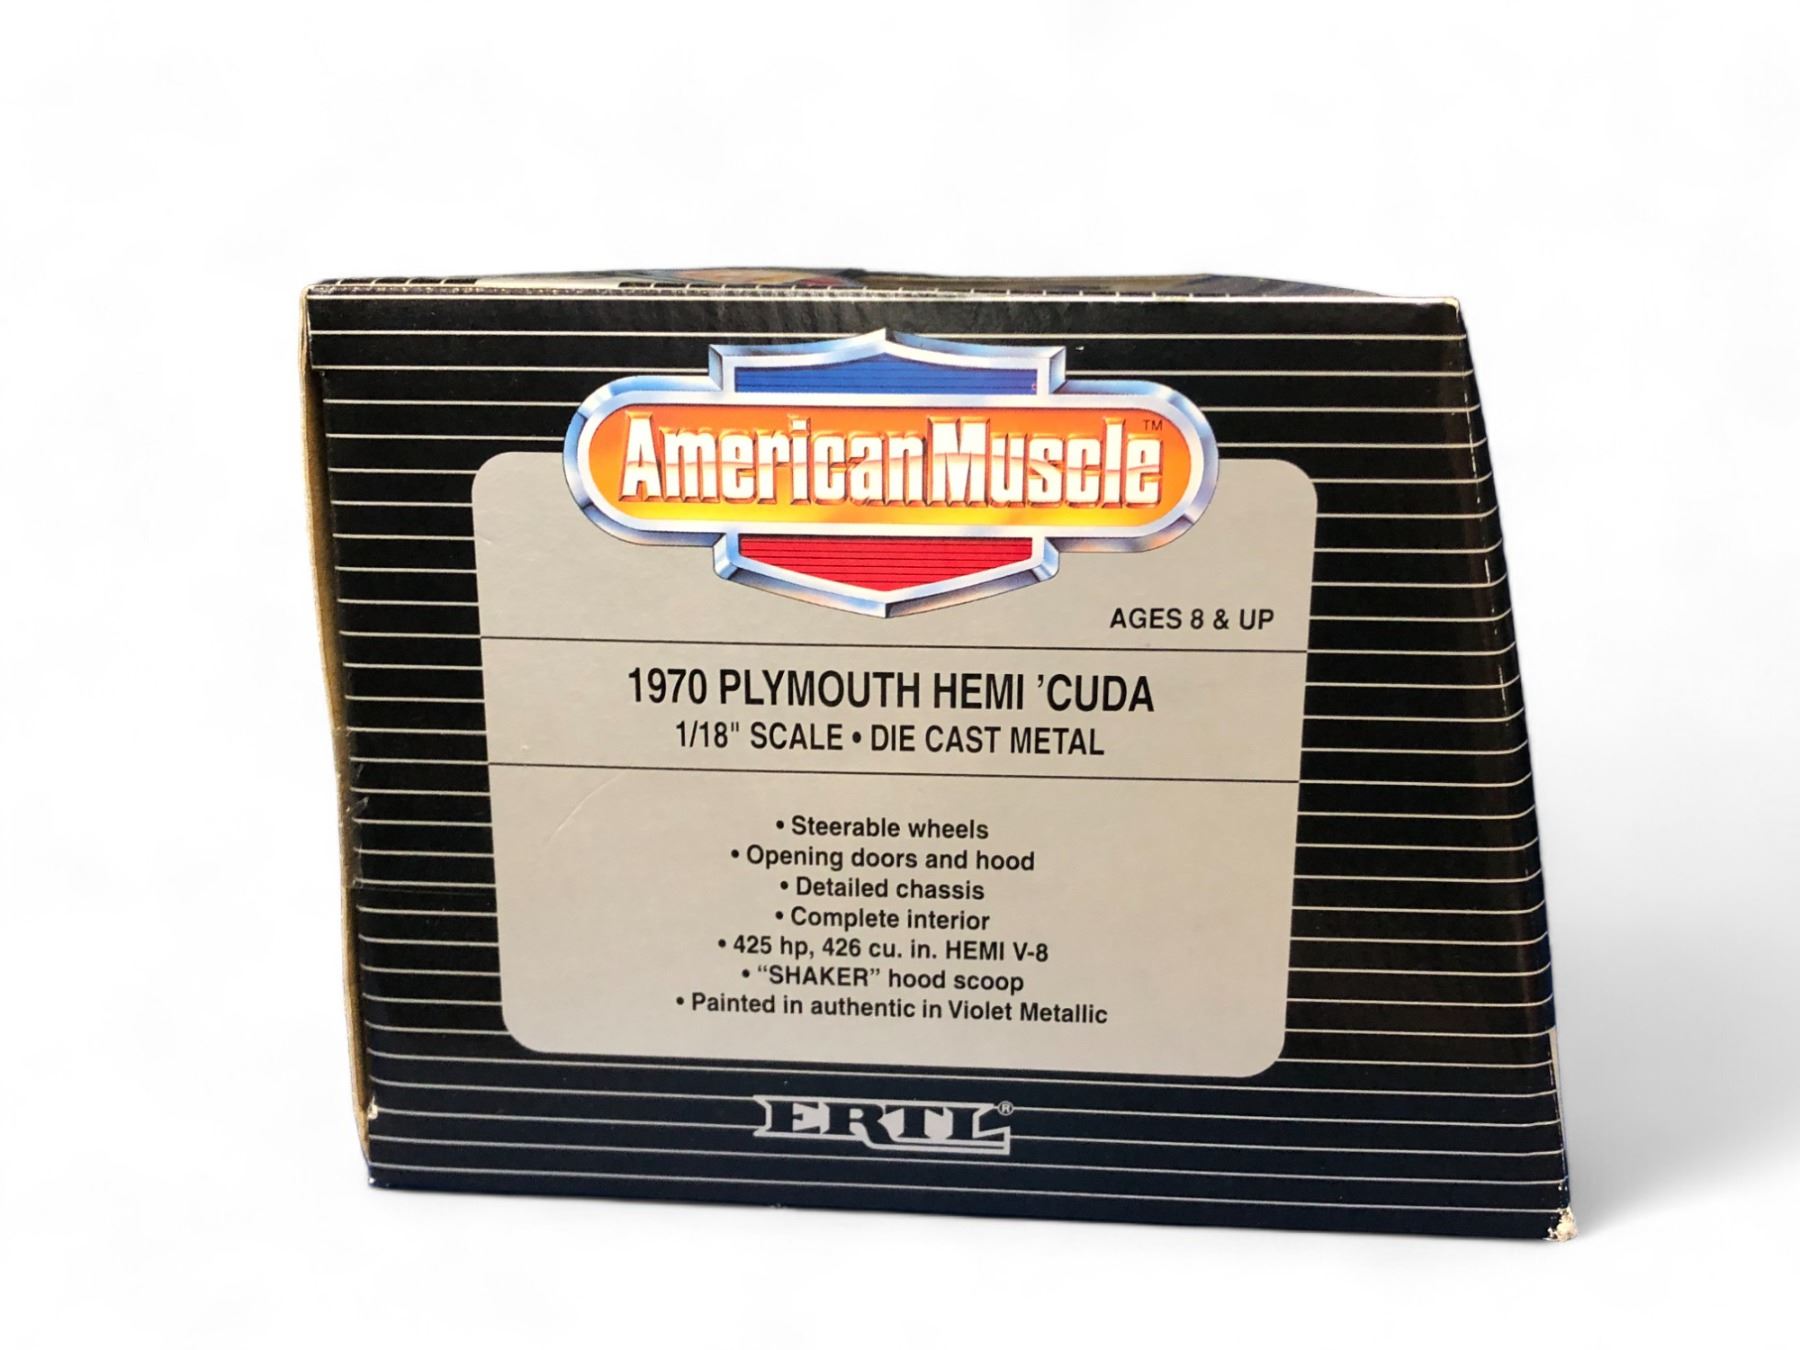 AmericanMuscle™
AGES 8 & UP
1970 PLYMOUTH HEMI ’CUDA
1/18" SCALE • DIE CAST METAL
• Steerable wheels
• Opening doors and hood
• Detailed chassis
• Complete interior
• 425 hp, 426 cu. in. HEMI V-8
• “SHAKER” hood scoop
• Painted in authentic in Violet Metallic
ERTL®